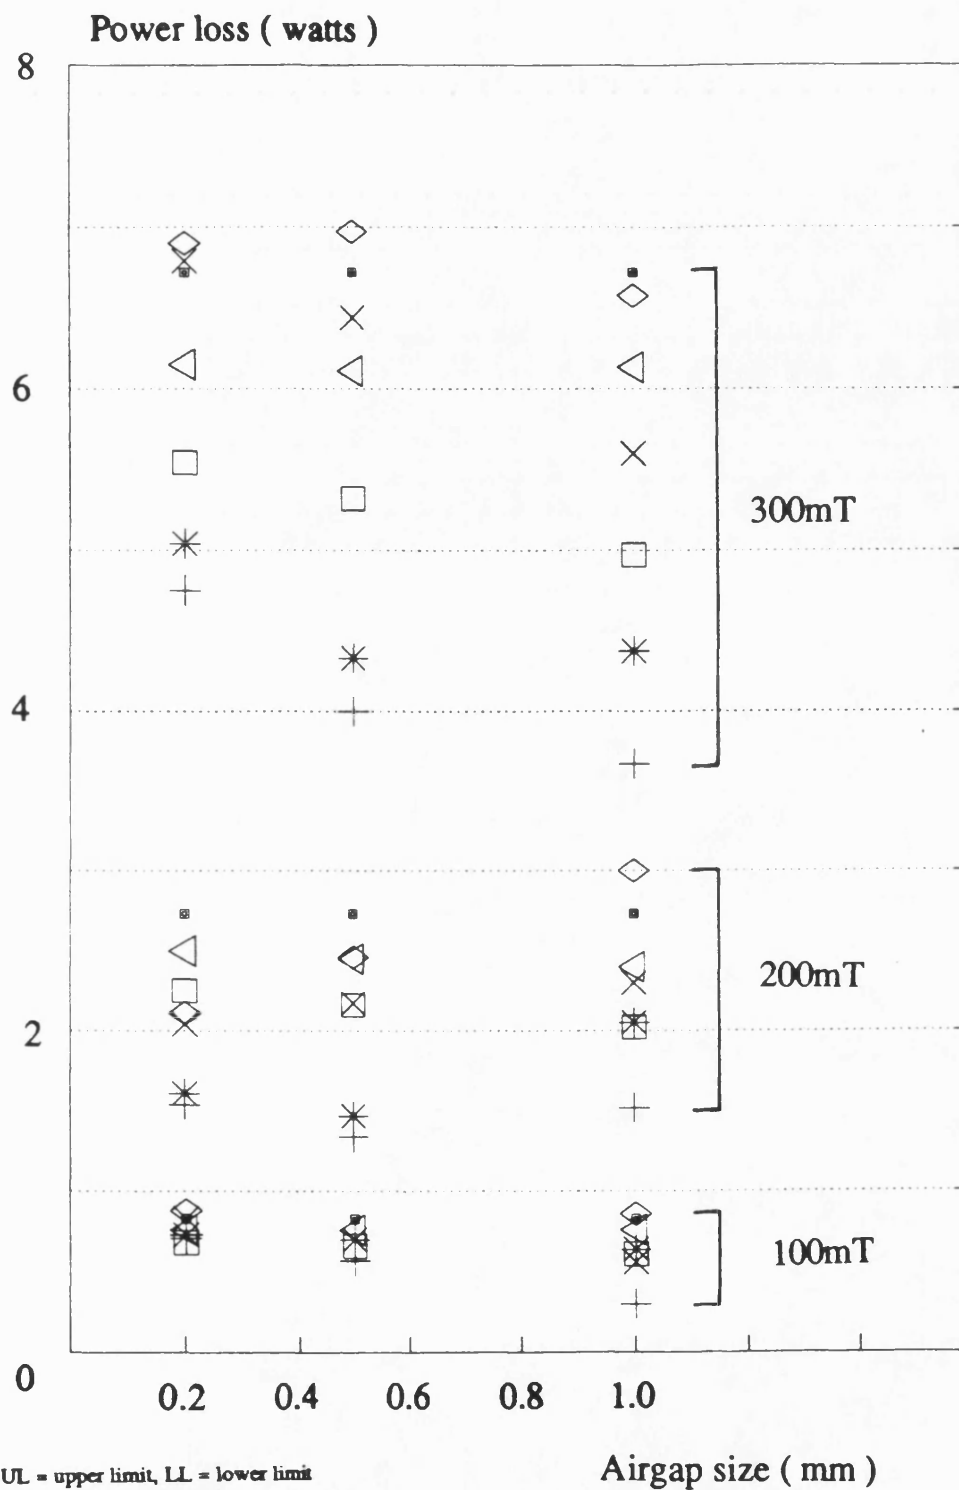 Power loss ( watts )
8
6
4
2
0
300mT
200mT
100mT
0.2 0.4 0.6 0.8 1.0
UL = upper limit, LL = lower limit
Airgap size ( mm )